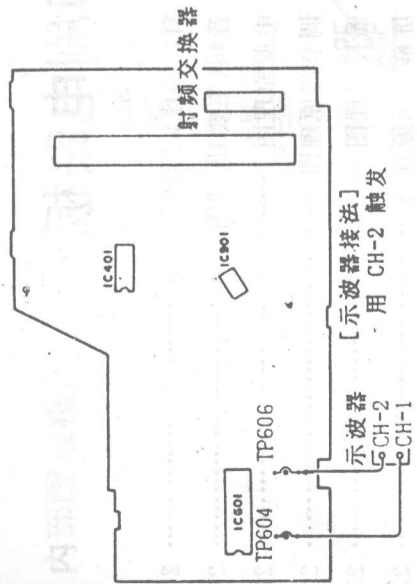 射频交换器
IC401
IC901
IC601
TP606
TP604
[示波器接法]
用 CH-2 触发
示波器
CH-2
CH-1